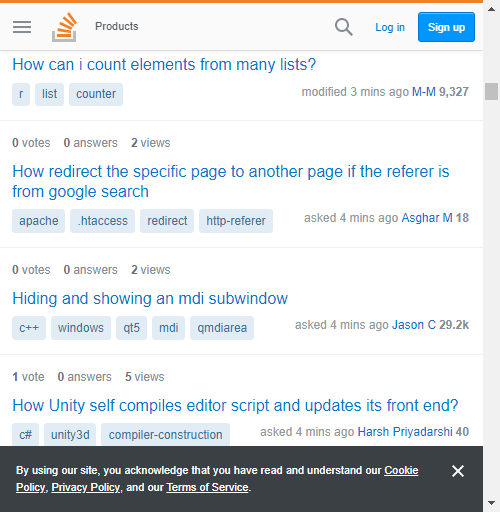 Products
Log in
Sign up
How can i count elements from many lists?
r list counter
modified 3 mins ago M-M 9,327
0 votes 0 answers 2 views
How redirect the specific page to another page if the referer is
from google search
apache .htaccess redirect http-referer
asked 4 mins ago Asghar M 18
0 votes 0 answers 2 views
Hiding and showing an mdi subwindow
c++ windows qt5 mdi qmdiarea
asked 4 mins ago Jason C 29.2k
1 vote 0 answers 5 views
How Unity self compiles editor script and updates its front end?
c# unity3d compiler-construction
asked 4 mins ago Harsh Priyadarshi 40
By using our site, you acknowledge that you have read and understand our Cookie
Policy, Privacy Policy, and our Terms of Service.